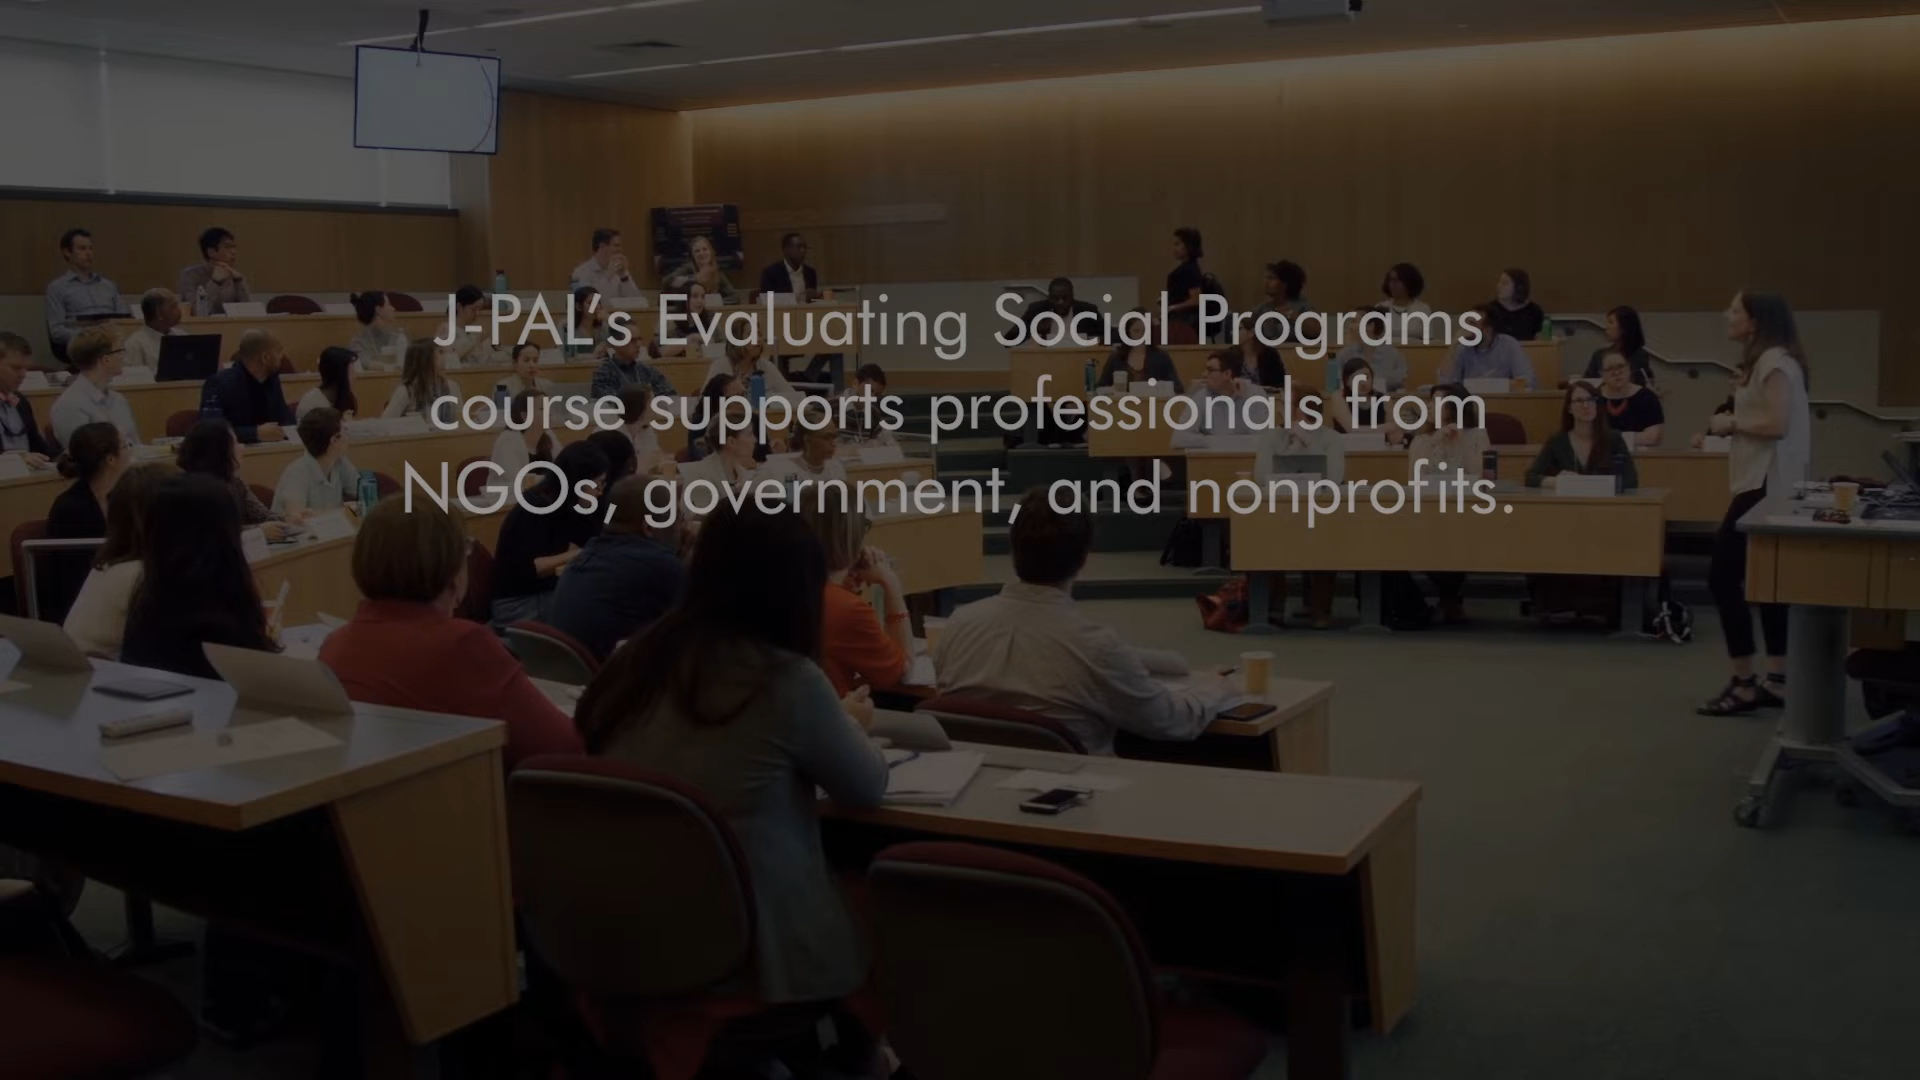 J-PAL’s Evaluating Social Programs
course supports professionals from
NGOs, government, and nonprofits.